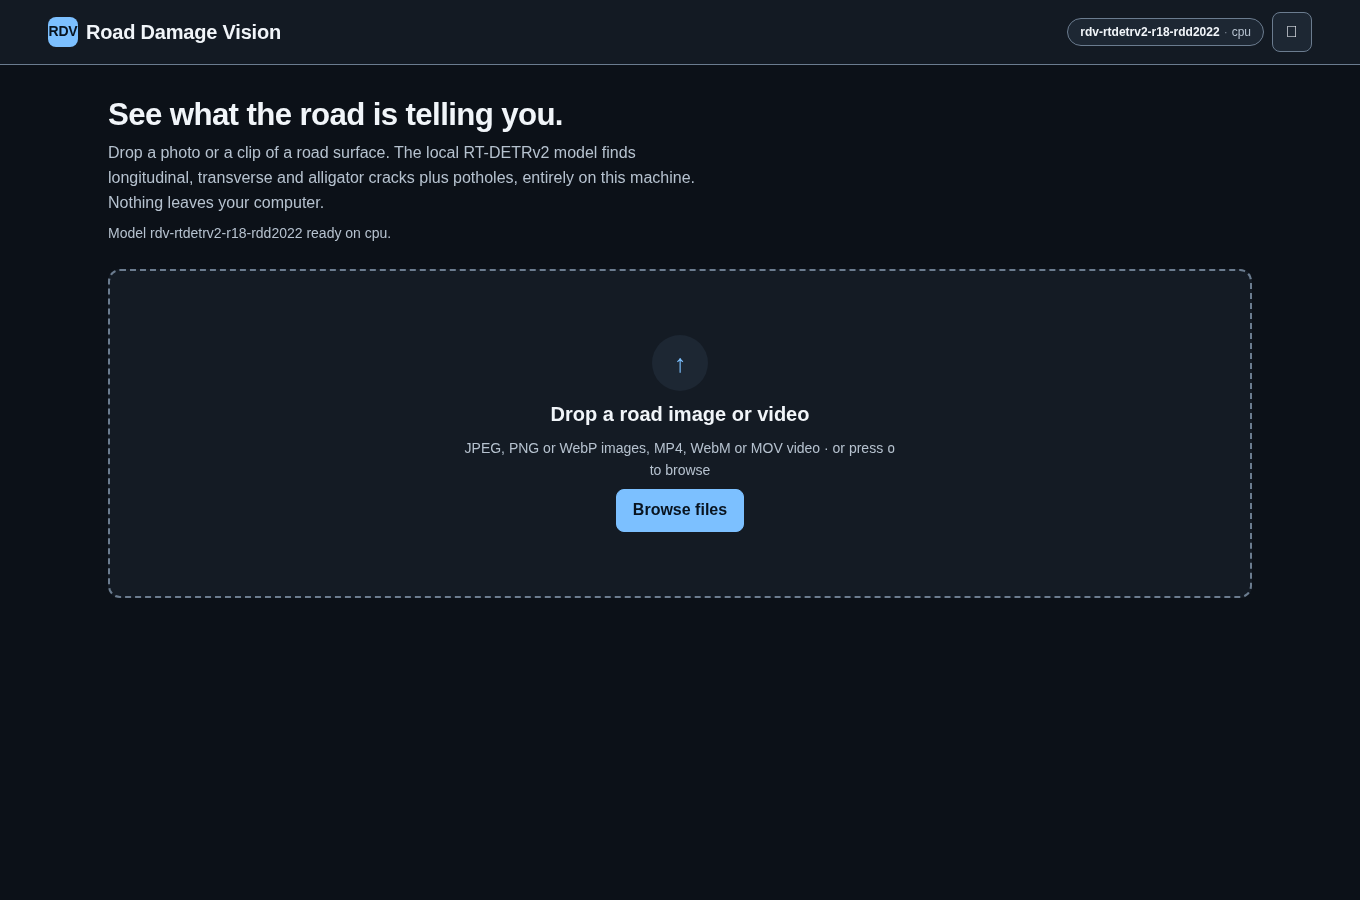 RDV Road Damage Vision
rdv-rtdetrv2-r18-rdd2022 · cpu
See what the road is telling you.
Drop a photo or a clip of a road surface. The local RT-DETRv2 model finds
longitudinal, transverse and alligator cracks plus potholes, entirely on this machine.
Nothing leaves your computer.
Model rdv-rtdetrv2-r18-rdd2022 ready on cpu.
↑
Drop a road image or video
JPEG, PNG or WebP images, MP4, WebM or MOV video · or press o
to browse
Browse files